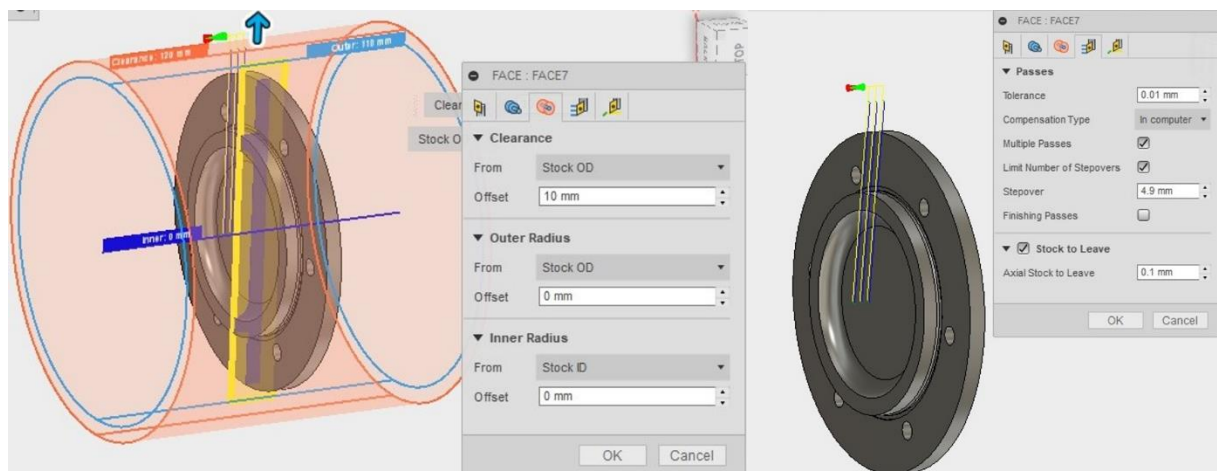 Clearance: 120 mm
Outer: 110 mm
Inner: 0 mm
Clear
Stock O
TOP
FACE : FACE7
Clearance
From Stock OD
Offset 10 mm
Outer Radius
From Stock OD
Offset 0 mm
Inner Radius
From Stock ID
Offset 0 mm
OK Cancel
FACE : FACE7
Passes
Tolerance 0.01 mm
Compensation Type In computer
Multiple Passes
Limit Number of Stepovers
Stepover 4.9 mm
Finishing Passes
Stock to Leave
Axial Stock to Leave 0.1 mm
OK Cancel